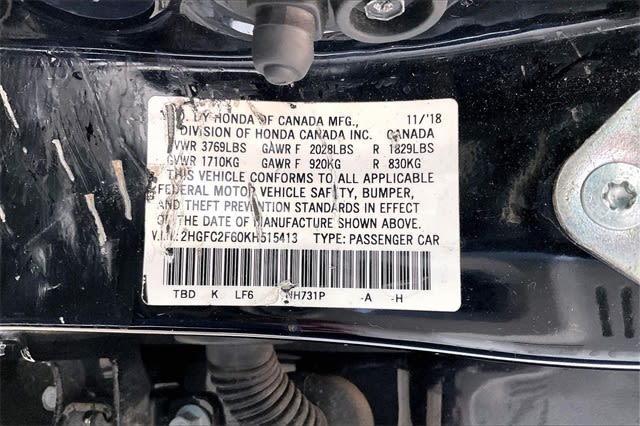 BY HONDA OF CANADA MFG., 11/'18
DIVISION OF HONDA CANADA INC. CANADA
GVWR 3769LBS GAWR F 2028LBS R 1829LBS
GVWR 1710KG GAWR F 920KG R 830KG
THIS VEHICLE CONFORMS TO ALL APPLICABLE
FEDERAL MOTOR VEHICLE SAFETY, BUMPER,
AND THEFT PREVENTION STANDARDS IN EFFECT
ON THE DATE OF MANUFACTURE SHOWN ABOVE.
V.I.N.:2HGFC2F60KH515413 TYPE: PASSENGER CAR
TBD K LF6 NH731P -A -H